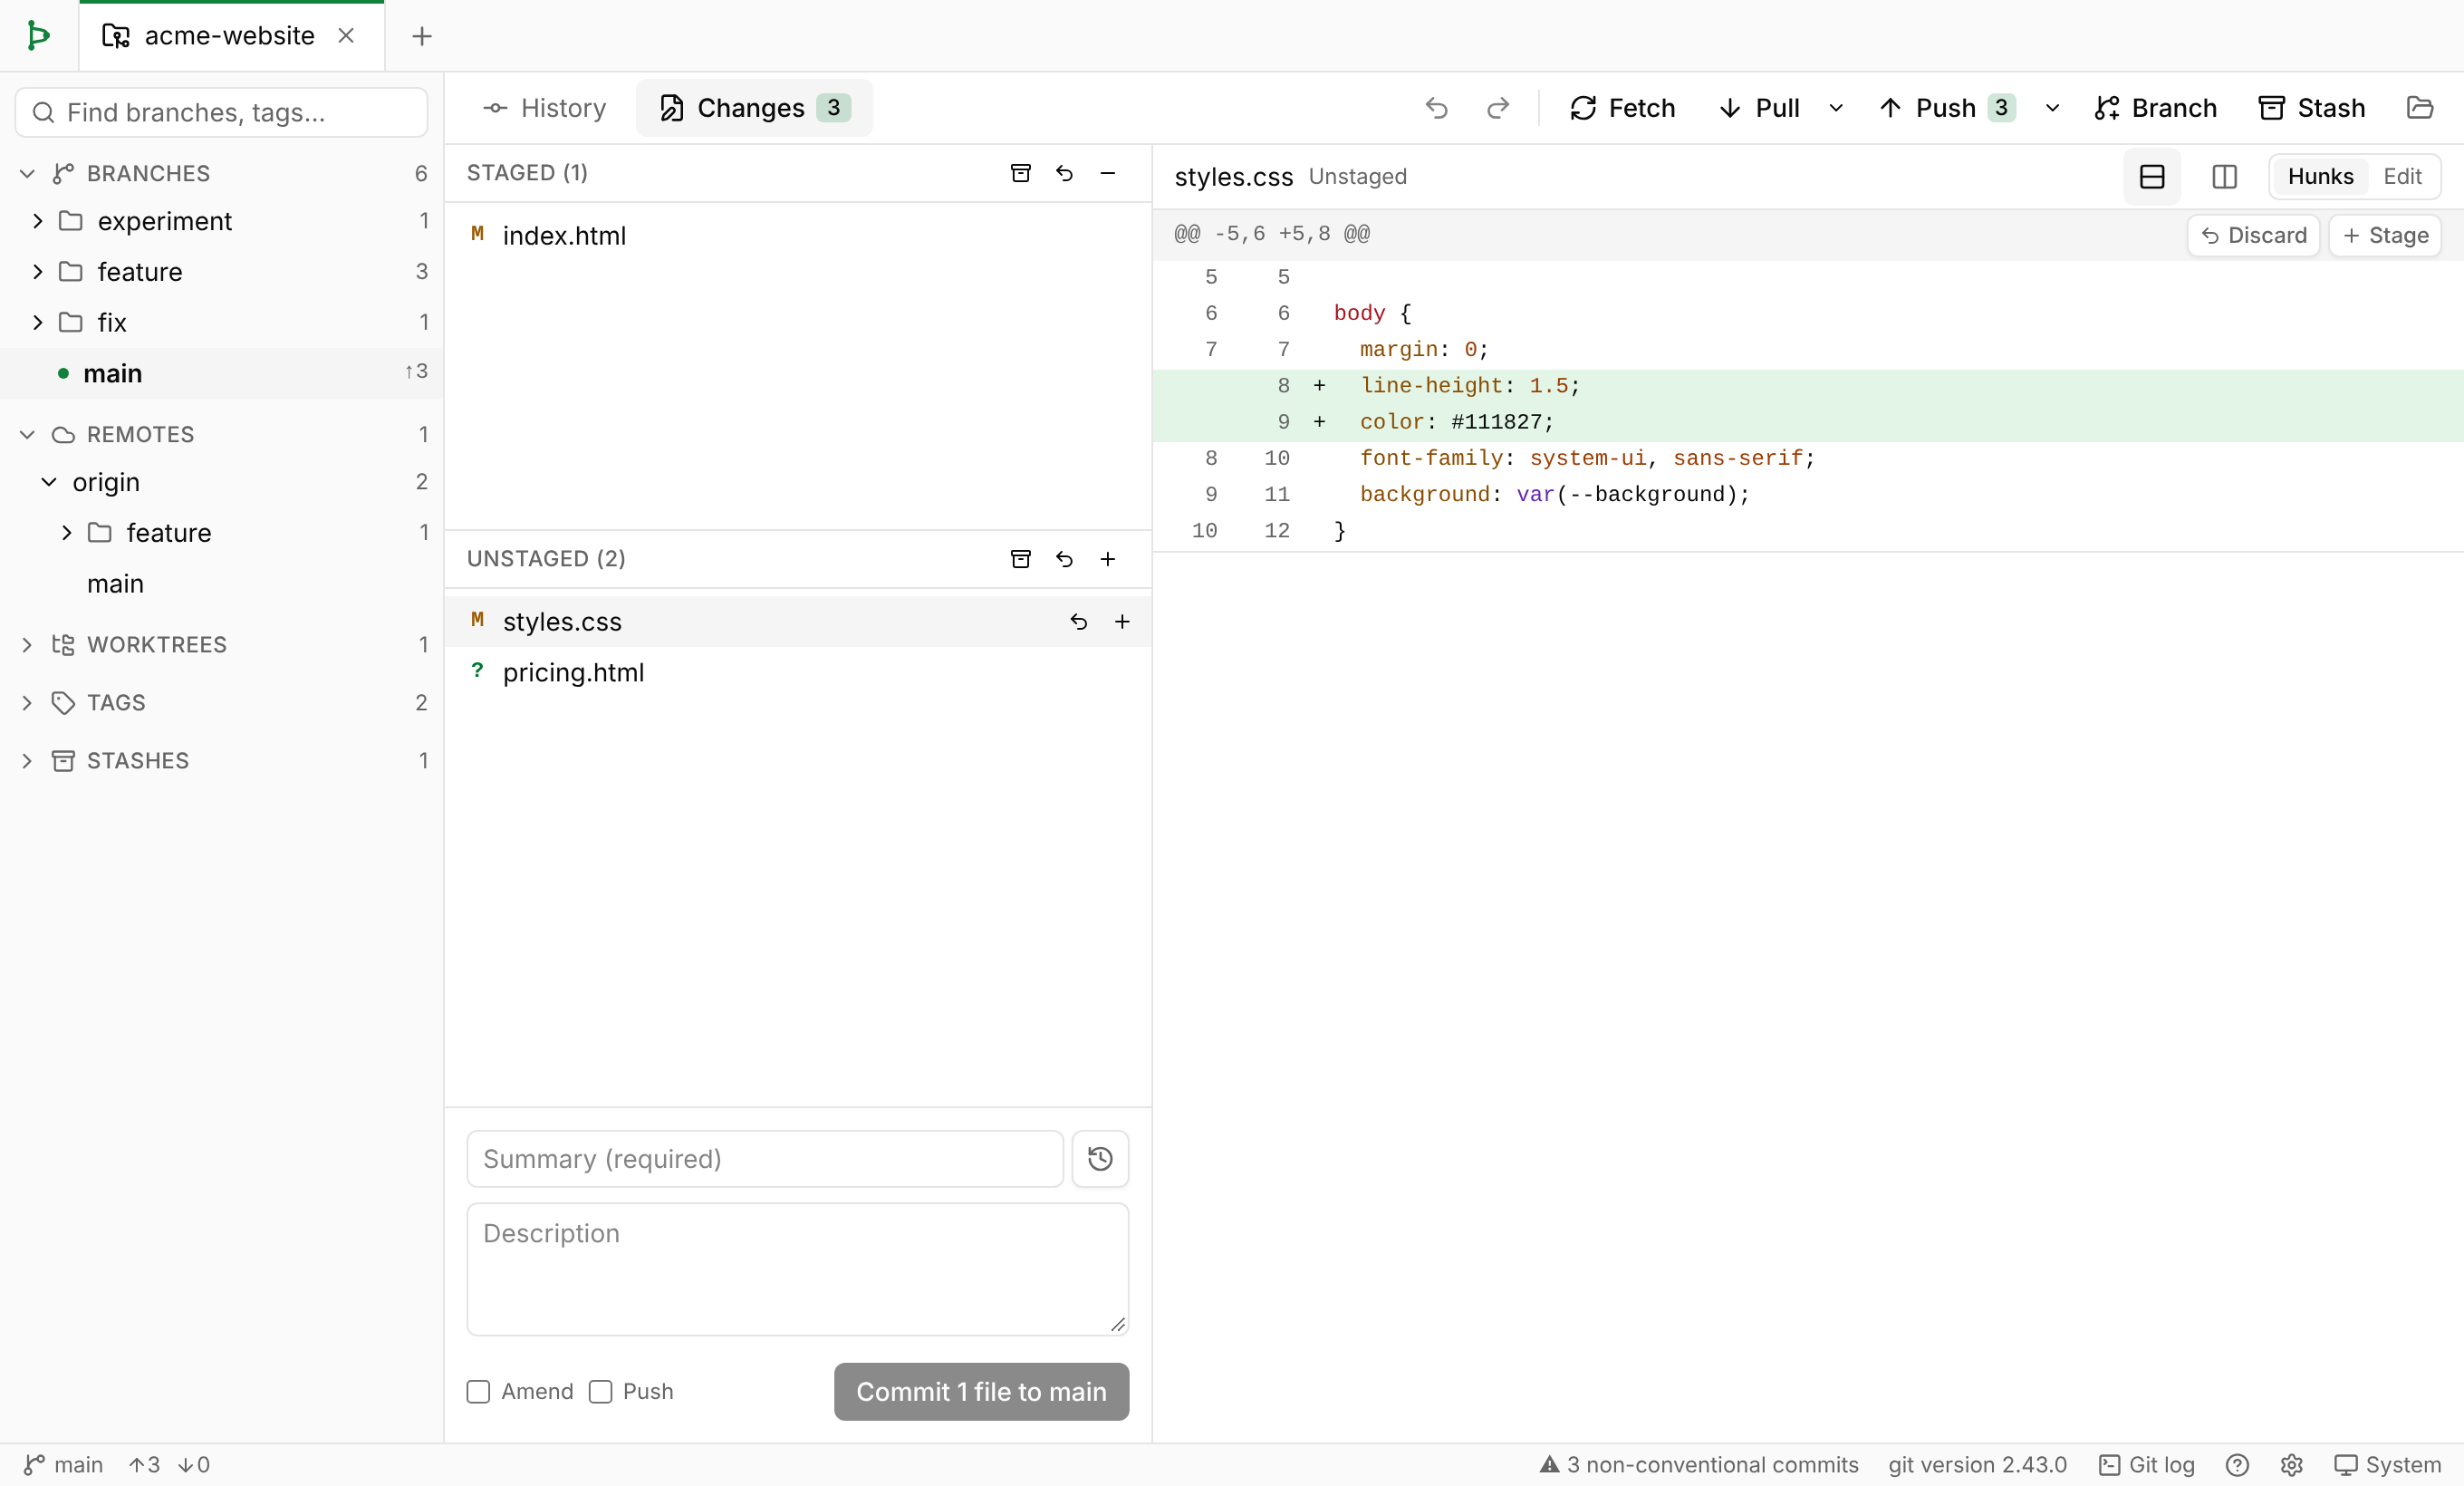 acme-website
Find branches, tags...
BRANCHES 6
experiment 1
feature 3
fix 1
main ↑3
REMOTES 1
origin 2
feature 1
main
WORKTREES 1
TAGS 2
STASHES 1
History
Changes 3
Fetch
Pull
Push 3
Branch
Stash
STAGED (1)
M index.html
UNSTAGED (2)
M styles.css
? pricing.html
Summary (required)
Description
Amend
Push
Commit 1 file to main
styles.css Unstaged
Hunks Edit
@@ -5,6 +5,8 @@
Discard
+ Stage
5 5
6 6 body {
7 7 margin: 0;
8 + line-height: 1.5;
9 + color: #111827;
8 10 font-family: system-ui, sans-serif;
9 11 background: var(--background);
10 12 }
main ↑3 ↓0
3 non-conventional commits
git version 2.43.0
Git log
System